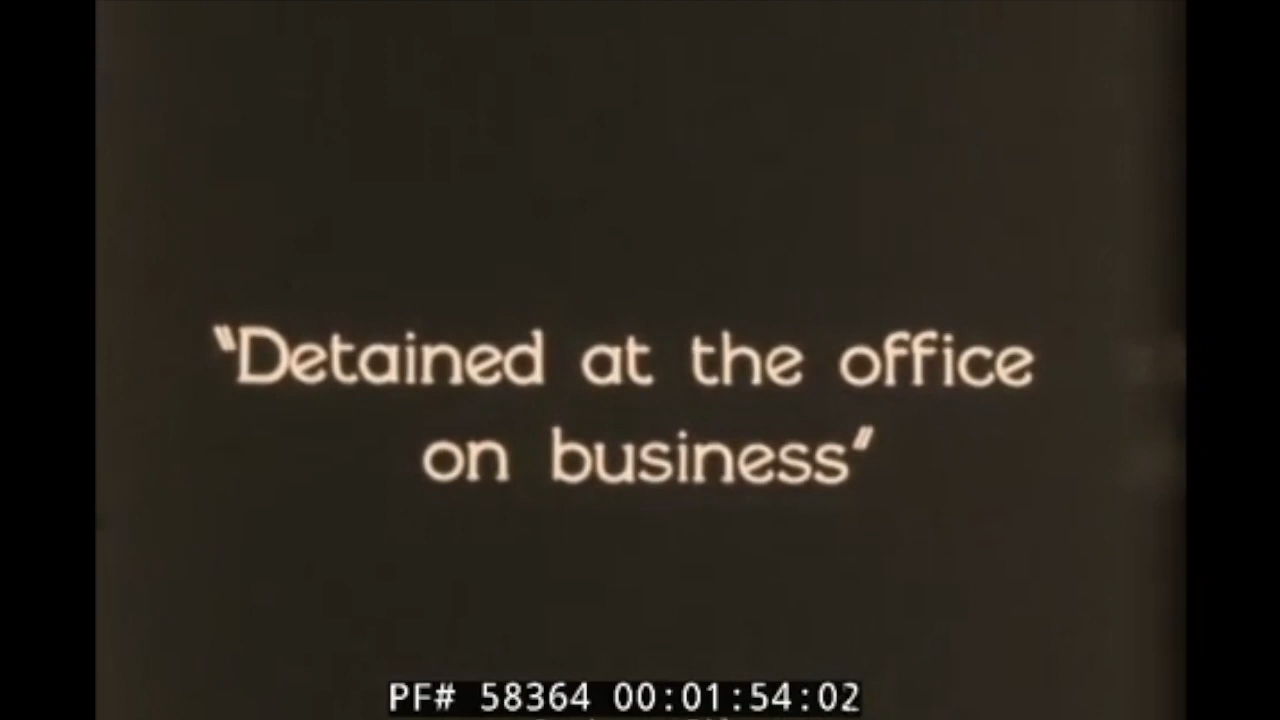 "Detained at the office
on business"
PF# 58364 00:01:54:02